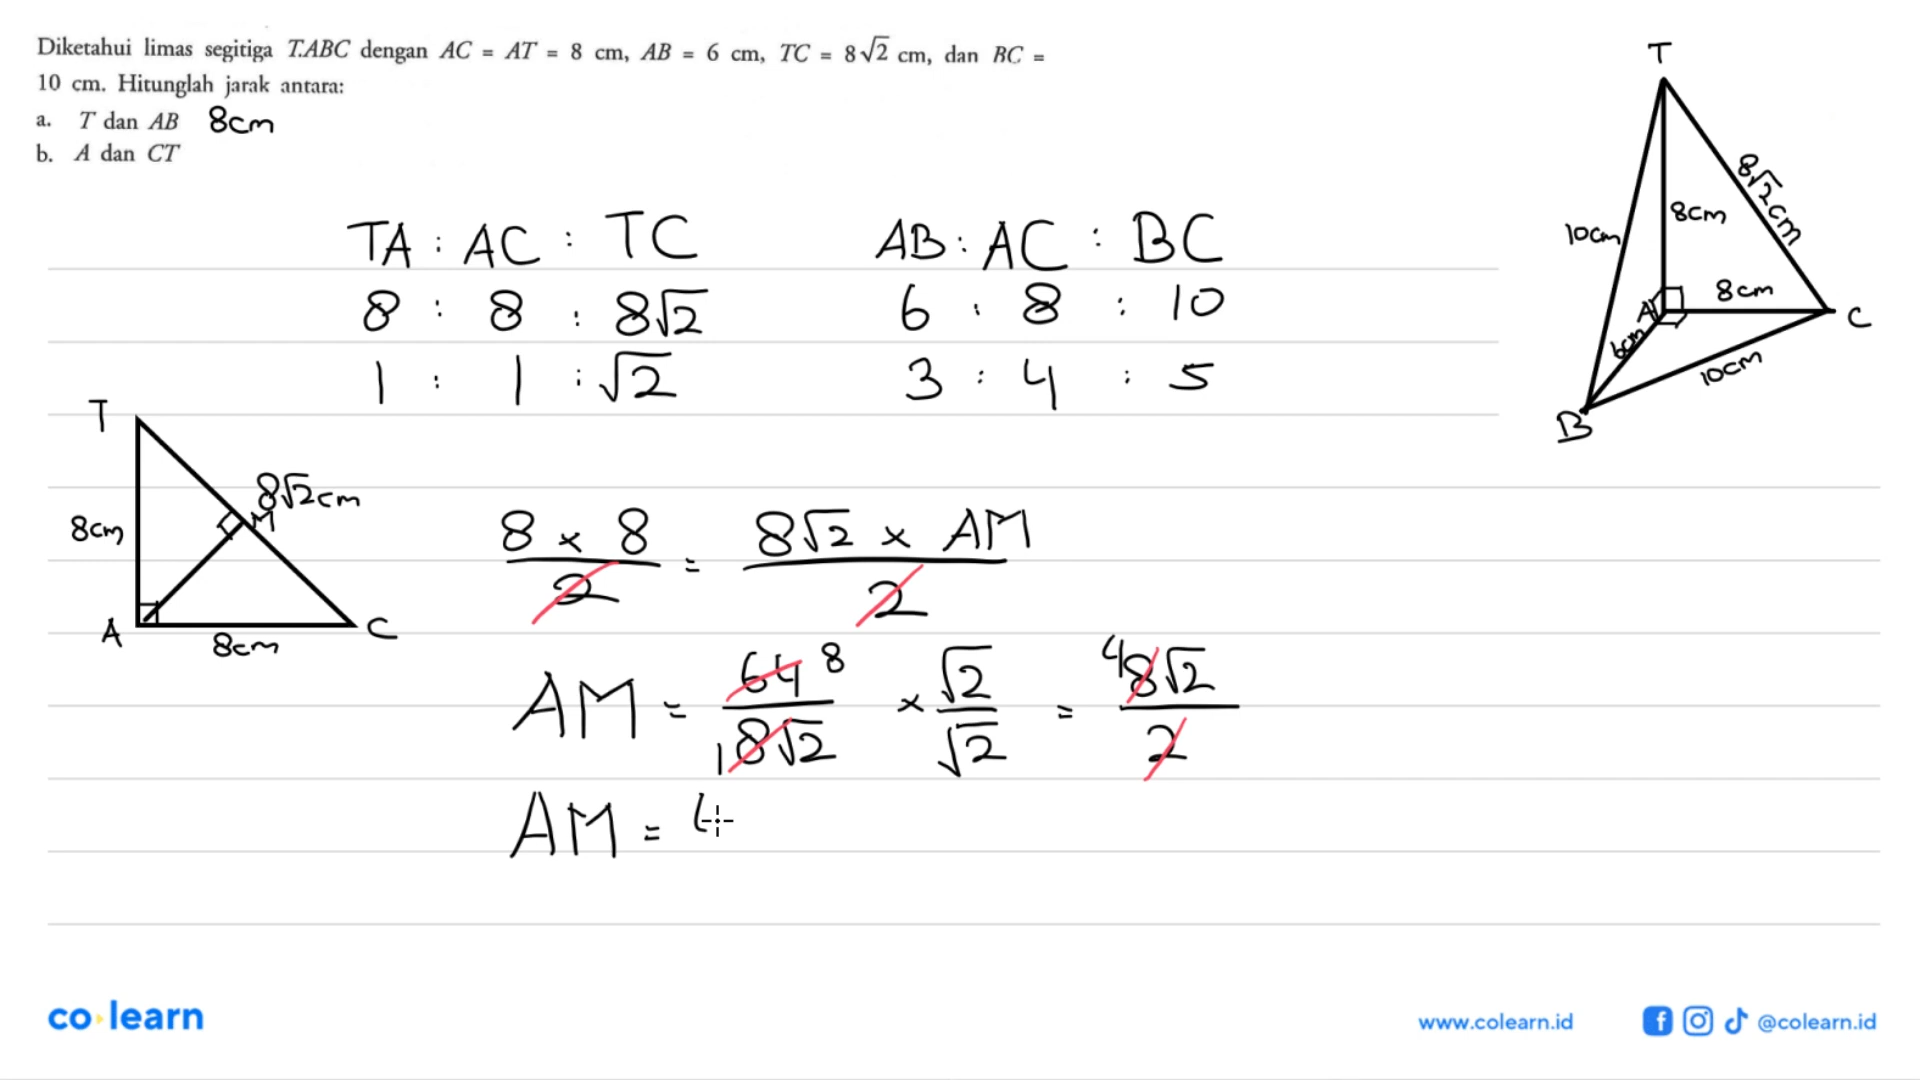 Diketahui limas segitiga T.ABC dengan AC = AT = 8 cm, AB = 6 cm, TC = 8√2 cm, dan BC =
10 cm. Hitunglah jarak antara:
a. T dan AB 8cm
b. A dan CT
TA : AC : TC
8 : 8 : 8√2
1 : 1 : √2
AB : AC : BC
6 : 8 : 10
3 : 4 : 5
T
10cm
8cm
8√2cm
A
8cm
C
6cm
10cm
B
T
8√2cm
8cm
M
A
8cm
C
8 × 8 / 2 = 8√2 × AM / 2
AM = 64 8 / 1 8√2 × √2 / √2 = 4 8√2 / 2
AM =
co learn
www.colearn.id
@colearn.id